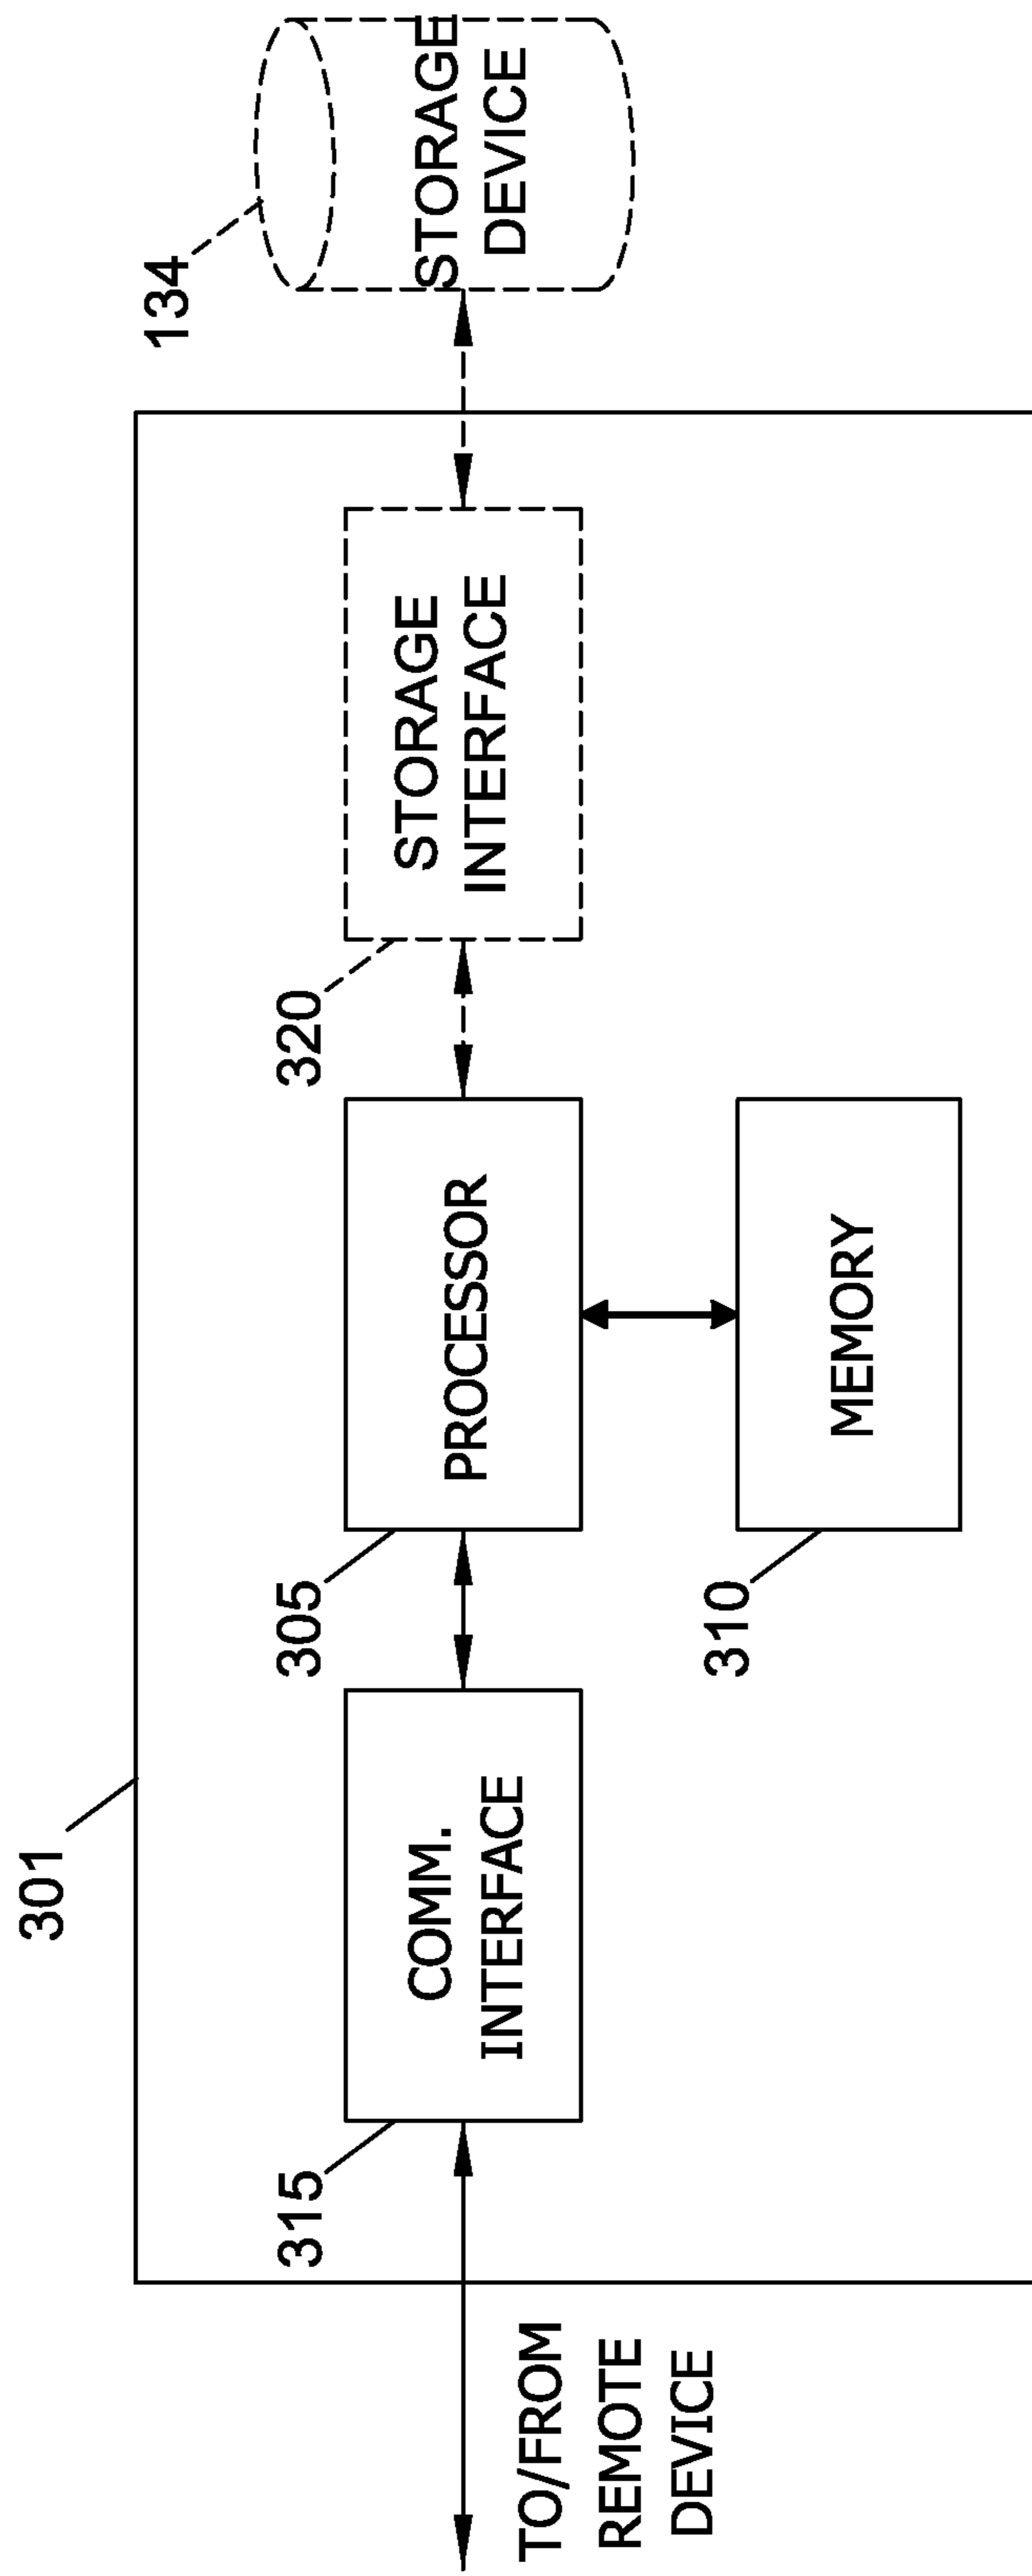 301
134
315
305
320
COMM.
INTERFACE
PROCESSOR
STORAGE
INTERFACE
STORAGE
DEVICE
TO/FROM
REMOTE
DEVICE
310
MEMORY